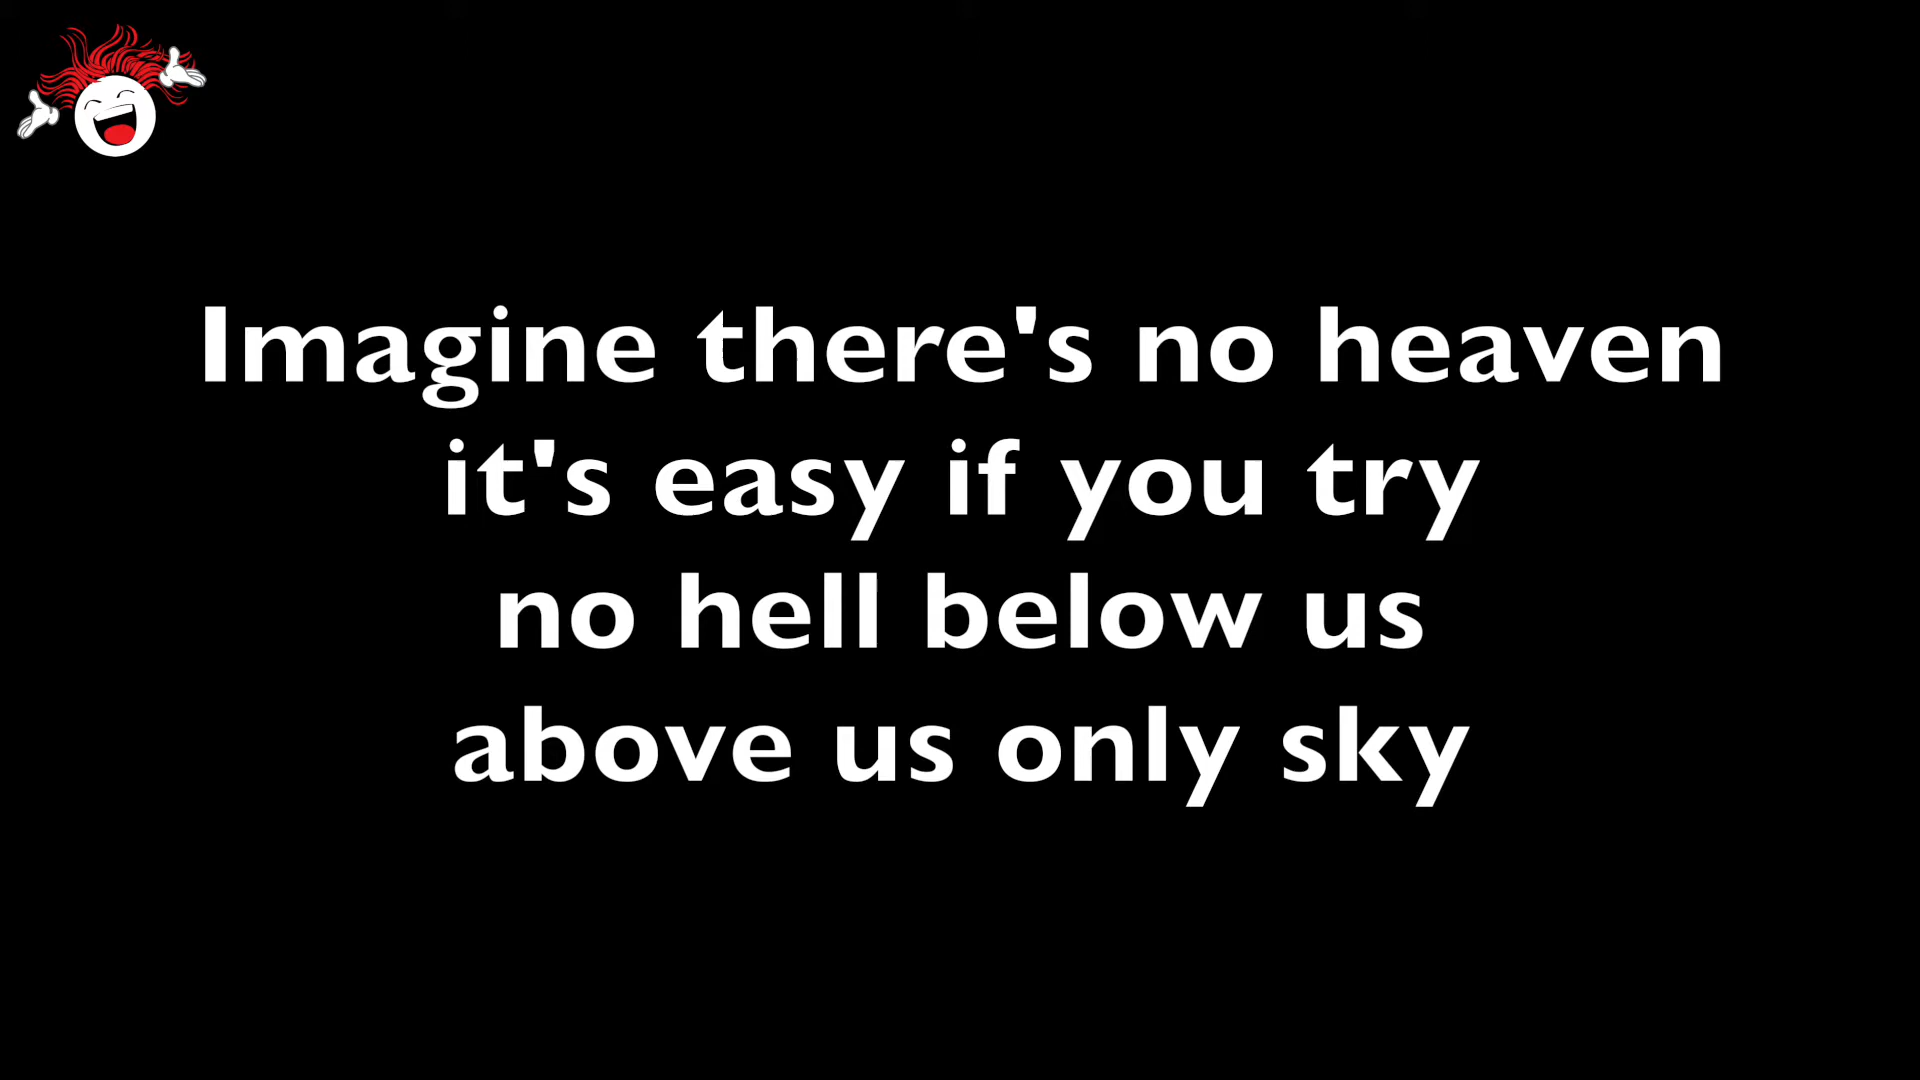 Imagine there's no heaven
it's easy if you try
no hell below us
above us only sky